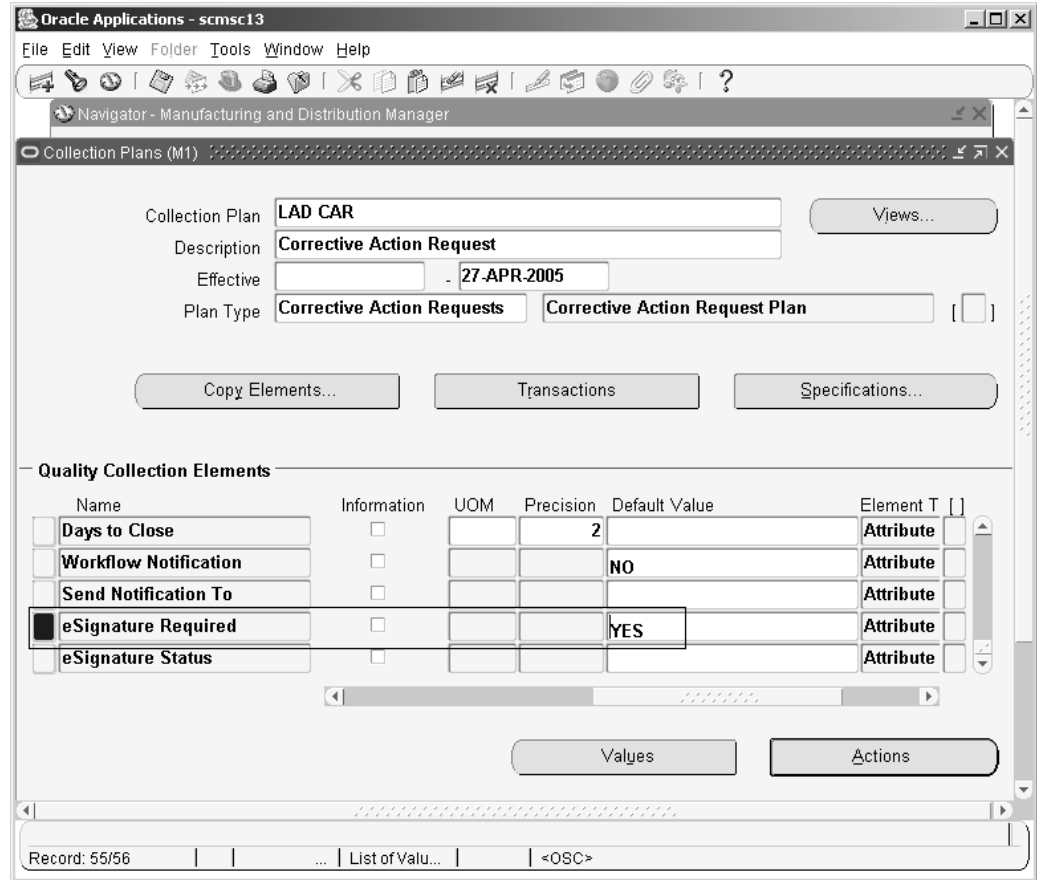 Oracle Applications - scmsc13
File Edit View Folder Tools Window Help
?
Navigator - Manufacturing and Distribution Manager
Collection Plans (M1)
Collection Plan LAD CAR Views...
Description Corrective Action Request
Effective - 27-APR-2005
Plan Type Corrective Action Requests Corrective Action Request Plan [ ]
Copy Elements... Transactions Specifications...
Quality Collection Elements
Name Information UOM Precision Default Value Element T [ ]
Days to Close 2 Attribute
Workflow Notification NO Attribute
Send Notification To Attribute
eSignature Required YES Attribute
eSignature Status Attribute
Values Actions
Record: 55/56 ... List of Valu... <OSC>